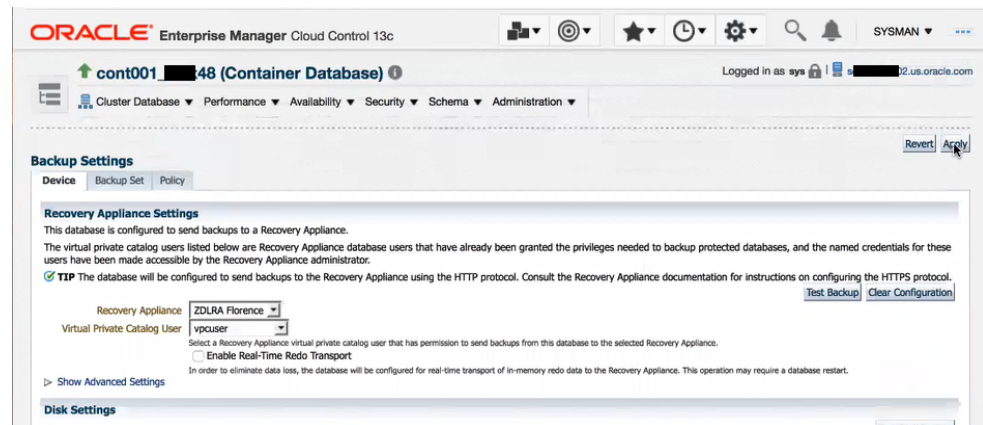 ORACLE Enterprise Manager Cloud Control 13c
SYSMAN
cont001_ :48 (Container Database)
Logged in as sys
s 02.us.oracle.com
Cluster Database Performance Availability Security Schema Administration
Revert Apply
Backup Settings
Device Backup Set Policy
Recovery Appliance Settings
This database is configured to send backups to a Recovery Appliance.
The virtual private catalog users listed below are Recovery Appliance database users that have already been granted the privileges needed to backup protected databases, and the named credentials for these
users have been made accessible by the Recovery Appliance administrator.
TIP The database will be configured to send backups to the Recovery Appliance using the HTTP protocol. Consult the Recovery Appliance documentation for instructions on configuring the HTTPS protocol.
Test Backup Clear Configuration
Recovery Appliance ZDLRA Florence
Virtual Private Catalog User vpcuser
Select a Recovery Appliance virtual private catalog user that has permission to send backups from this database to the selected Recovery Appliance.
Enable Real-Time Redo Transport
In order to eliminate data loss, the database will be configured for real-time transport of in-memory redo data to the Recovery Appliance. This operation may require a database restart.
Show Advanced Settings
Disk Settings